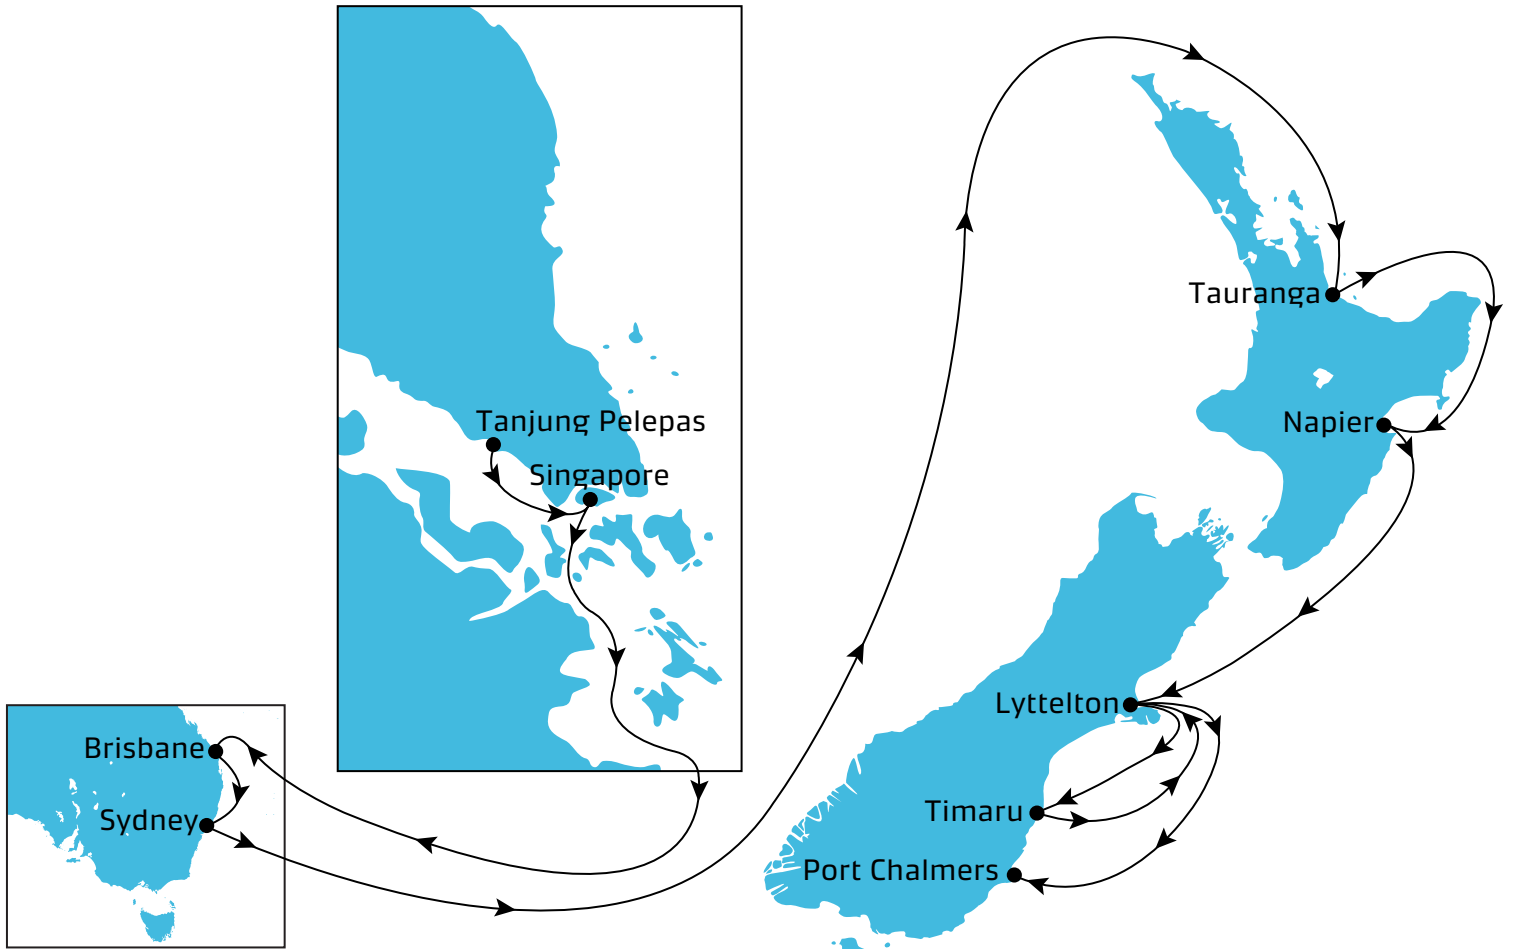 Tauranga
Napier
Tanjung Pelepas
Singapore
Lyttelton
Brisbane
Sydney
Timaru
Port Chalmers